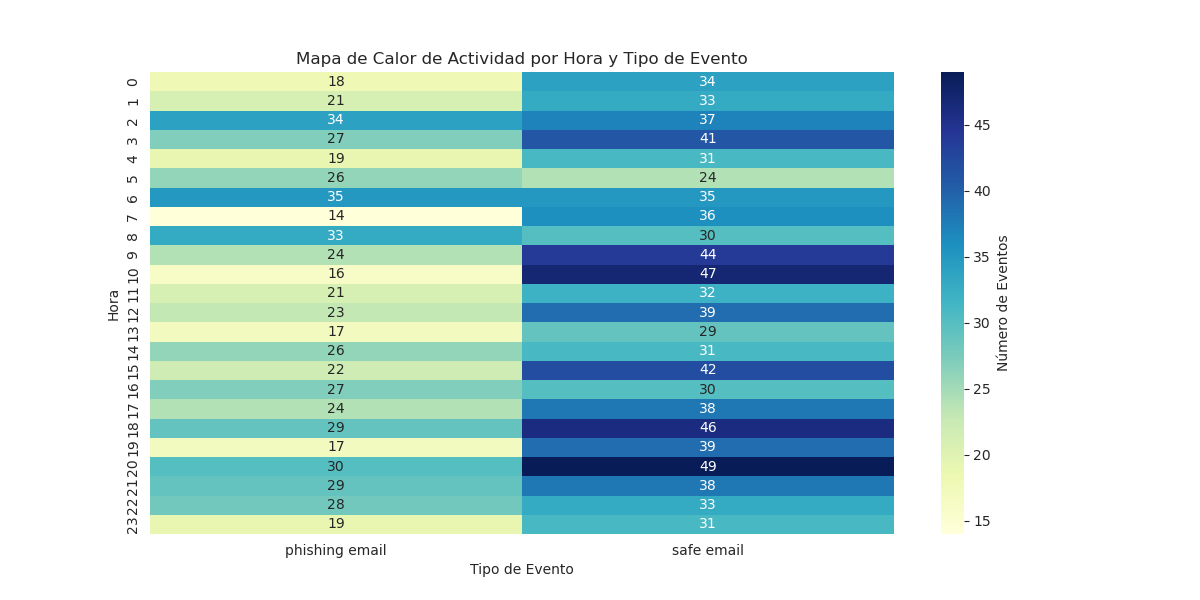 Mapa de Calor de Actividad por Hora y Tipo de Evento
Hora
0 18 34
1 21 33
2 34 37
3 27 41
4 19 31
5 26 24
6 35 35
7 14 36
8 33 30
9 24 44
10 16 47
11 21 32
12 23 39
13 17 29
14 26 31
15 22 42
16 27 30
17 24 38
18 29 46
19 17 39
20 30 49
21 29 38
22 28 33
23 19 31
phishing email safe email
Tipo de Evento
45
40
35
30
25
20
15
Número de Eventos